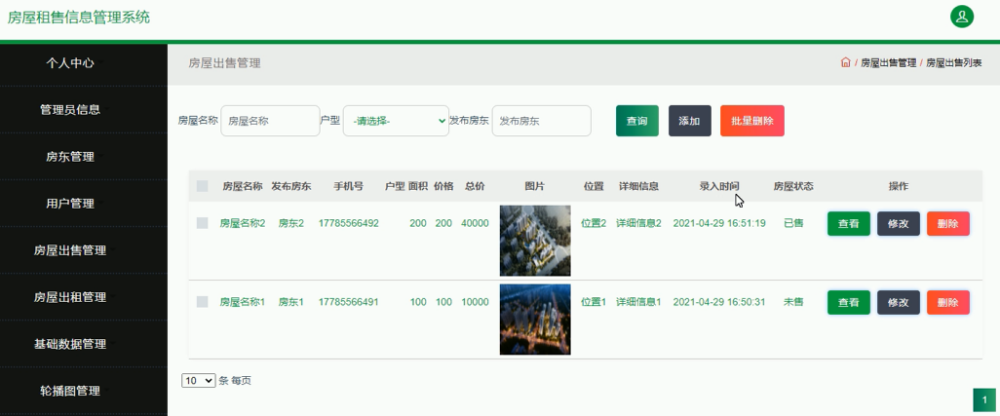 房屋租售信息管理系统
个人中心
管理员信息
房东管理
用户管理
房屋出售管理
房屋出租管理
基础数据管理
轮播图管理
房屋出售管理 / 房屋出售管理 / 房屋出售列表
房屋名称 房屋名称 户型 -请选择- 发布房东 发布房东 查询 添加 批量删除
房屋名称 发布房东 手机号 户型 面积 价格 总价 图片 位置 详细信息 录入时间 房屋状态 操作
房屋名称2 房东2 17785566492 200 200 40000 位置2 详细信息2 2021-04-29 16:51:19 已售 查看 修改 删除
房屋名称1 房东1 17785566491 100 100 10000 位置1 详细信息1 2021-04-29 16:50:31 未售 查看 修改 删除
10 条 每页
1